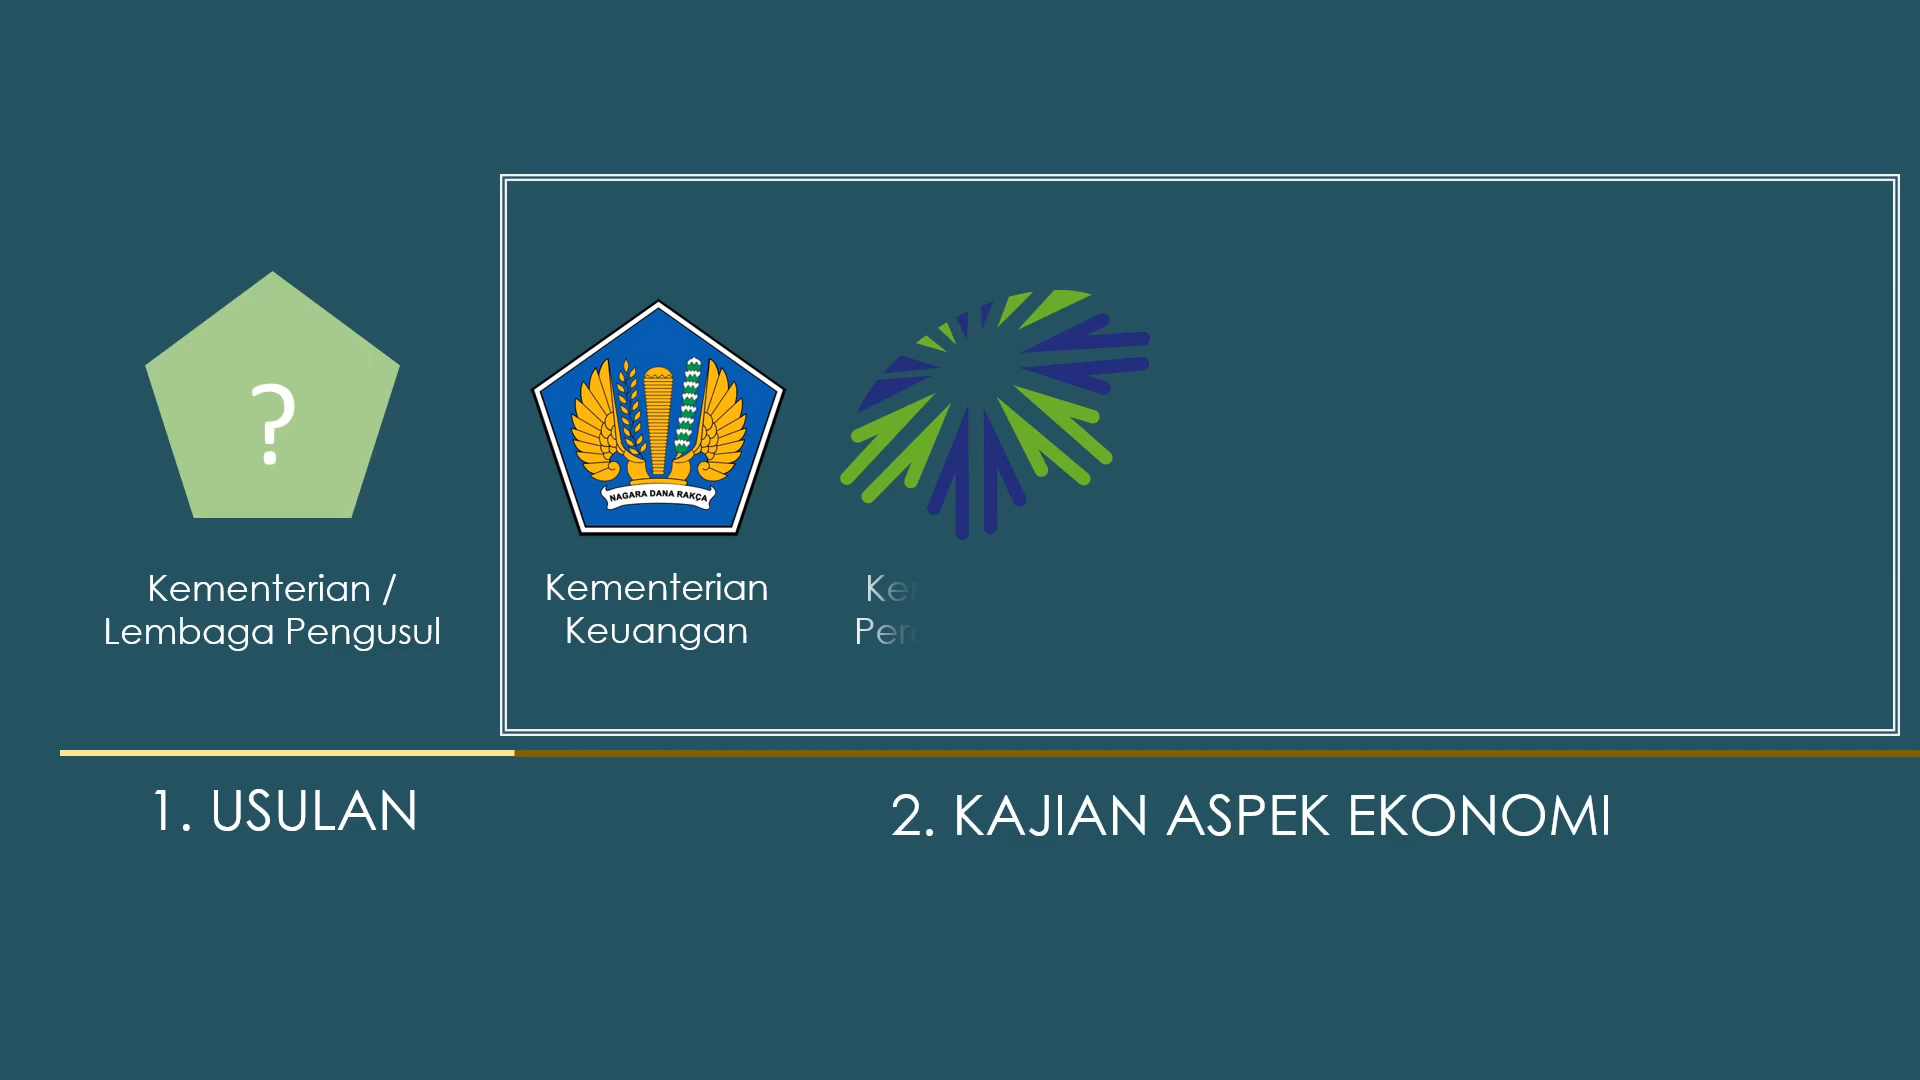 ?
NAGARA DANA RAKÇA
Kementerian /
Lembaga Pengusul
Kementerian
Keuangan
1. USULAN
2. KAJIAN ASPEK EKONOMI